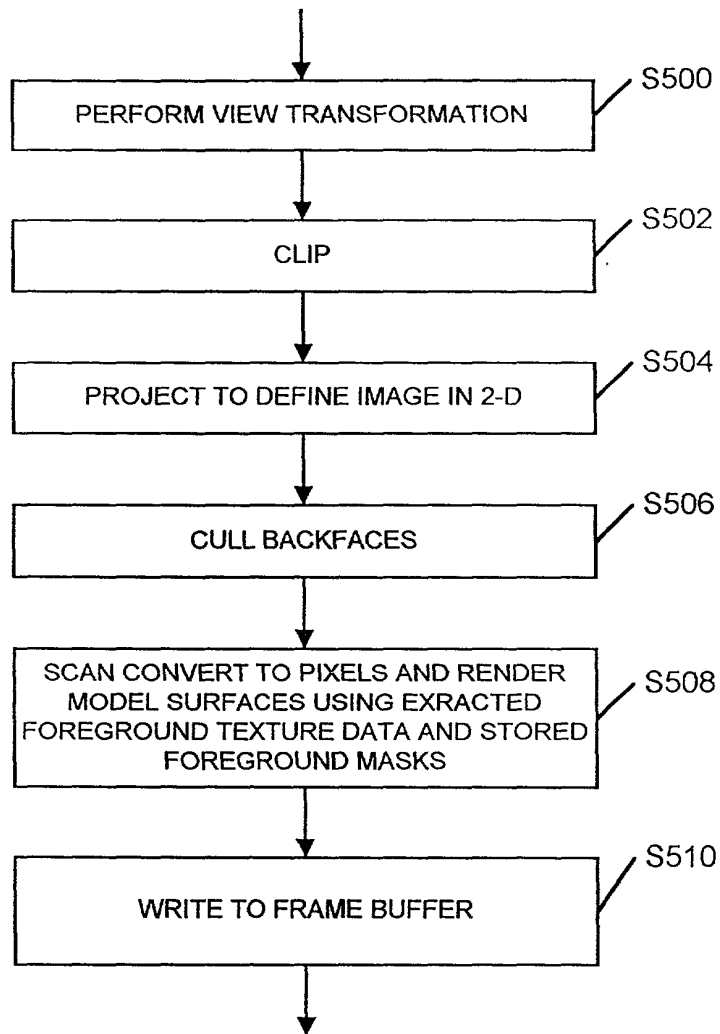 S500
PERFORM VIEW TRANSFORMATION
S502
CLIP
S504
PROJECT TO DEFINE IMAGE IN 2-D
S506
CULL BACKFACES
SCAN CONVERT TO PIXELS AND RENDER
MODEL SURFACES USING EXRACTED
FOREGROUND TEXTURE DATA AND STORED
FOREGROUND MASKS
S508
S510
WRITE TO FRAME BUFFER